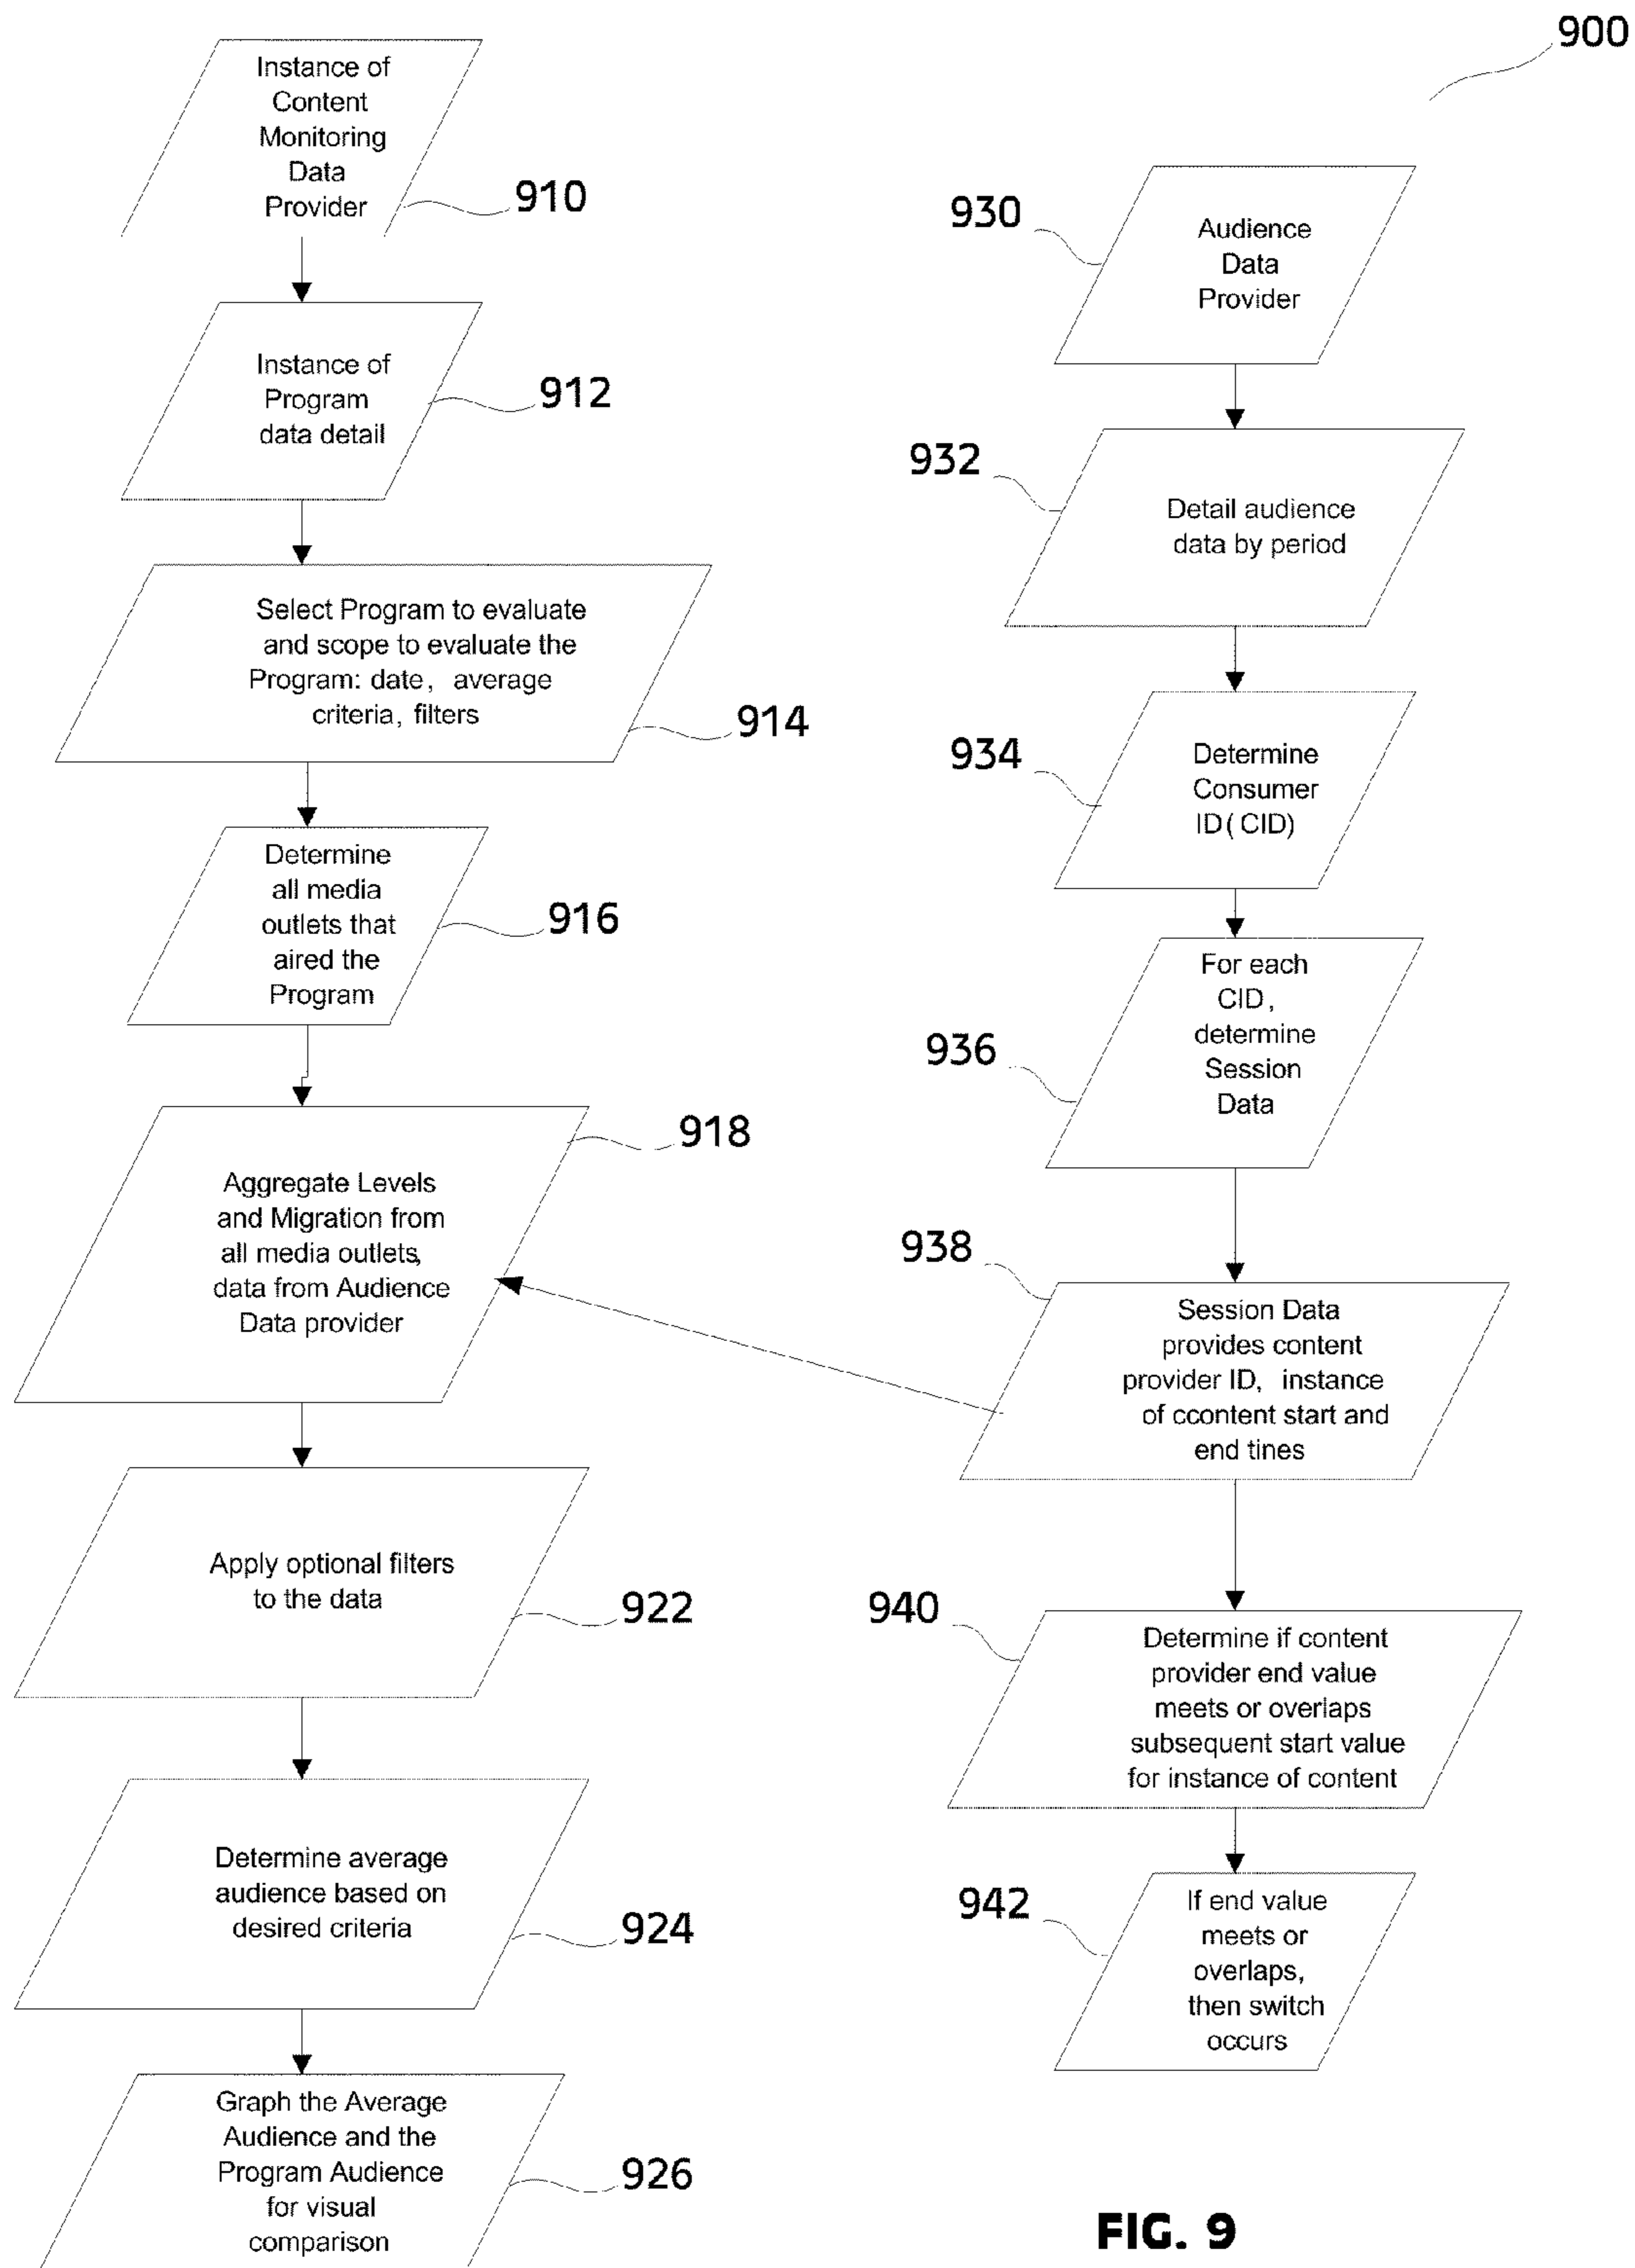 900
Instance of
Content
Monitoring
Data
Provider
910
Instance of
Program
data detail
912
Select Program to evaluate
and scope to evaluate the
Program: date, average
criteria, filters
914
Determine
all media
outlets that
aired the
Program
916
Aggregate Levels
and Migration from
all media outlets,
data from Audience
Data provider
918
Apply optional filters
to the data
922
Determine average
audience based on
desired criteria
924
Graph the Average
Audience and the
Program Audience
for visual
comparison
926
930
Audience
Data
Provider
932
Detail audience
data by period
934
Determine
Consumer
ID( CID)
936
For each
CID,
determine
Session
Data
938
Session Data
provides content
provider ID, instance
of ccontent start and
end tines
940
Determine if content
provider end value
meets or overlaps
subsequent start value
for instance of content
942
If end value
meets or
overlaps,
then switch
occurs
FIG. 9